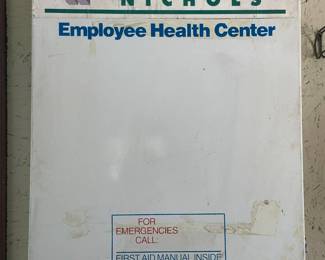 NICHOLS
Employee Health Center
FOR
EMERGENCIES
CALL:
FIRST AID MANUAL INSIDE